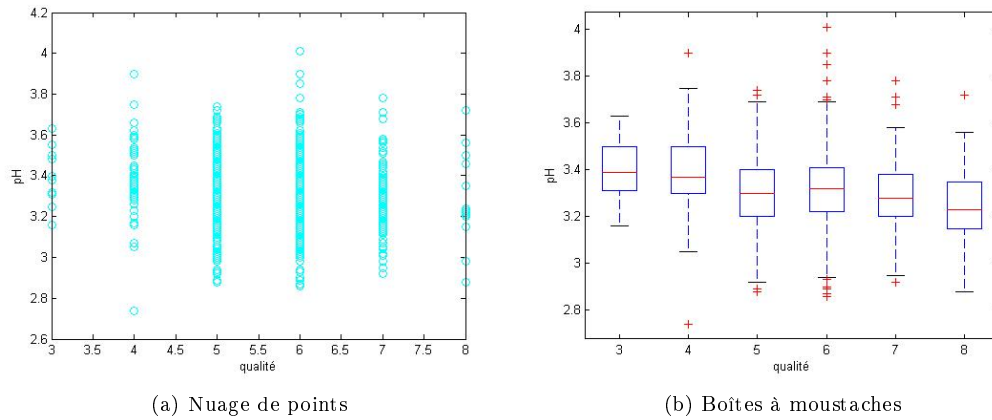 4.2
4
3.8
3.6
3.4
3.2
3
2.8
2.6
pH
3 3.5 4 4.5 5 5.5 6 6.5 7 7.5 8
qualité
(a) Nuage de points
4
3.8
3.6
3.4
3.2
3
2.8
pH
3 4 5 6 7 8
qualité
(b) Boîtes à moustaches